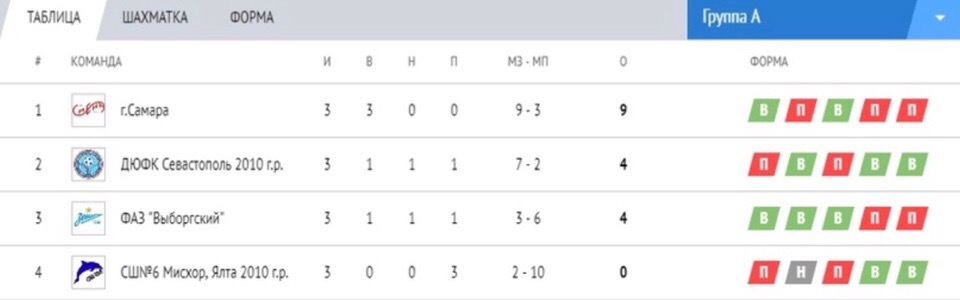 ТАБЛИЦА ШАХМАТКА ФОРМА Группа А
# КОМАНДА И В Н П МЗ - МП О ФОРМА
1 г.Самара 3 3 0 0 9 - 3 9 В П В П П
2 ДЮФК Севастополь 2010 г.р. 3 1 1 1 7 - 2 4 П В П В В
3 ФАЗ "Выборгский" 3 1 1 1 3 - 6 4 В В В П П
4 СШ№6 Мисхор, Ялта 2010 г.р. 3 0 0 3 2 - 10 0 П Н П В В